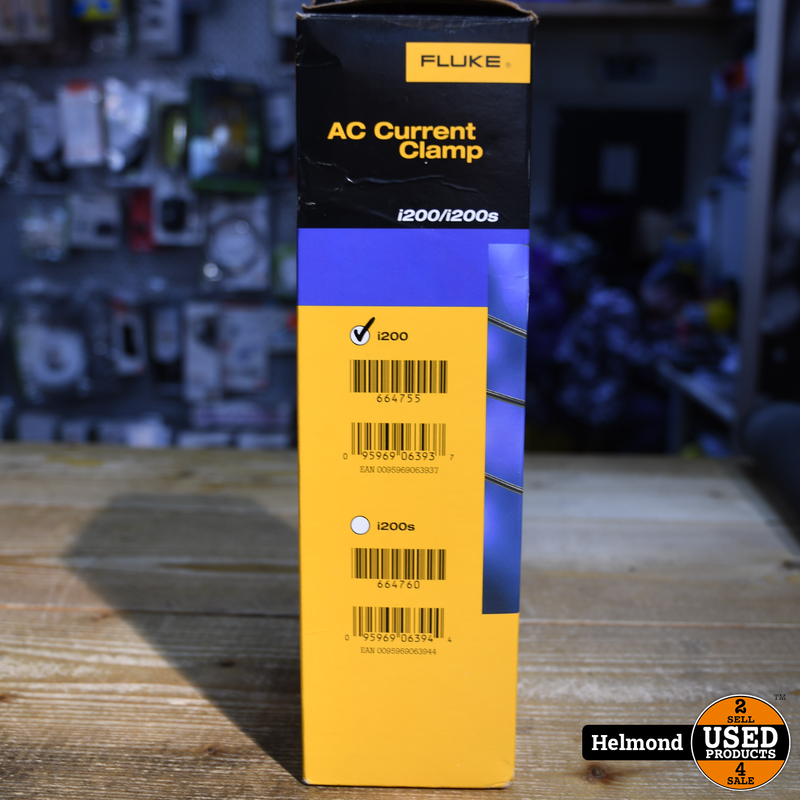 FLUKE®
AC Current
Clamp
i200/i200s
i200
664755
0 95969 06393 7
EAN 0095969063937
i200s
664760
0 95969 06394 4
EAN 0095969063944
Helmond
2
SELL
USED
PRODUCTS
4
SALE
TM